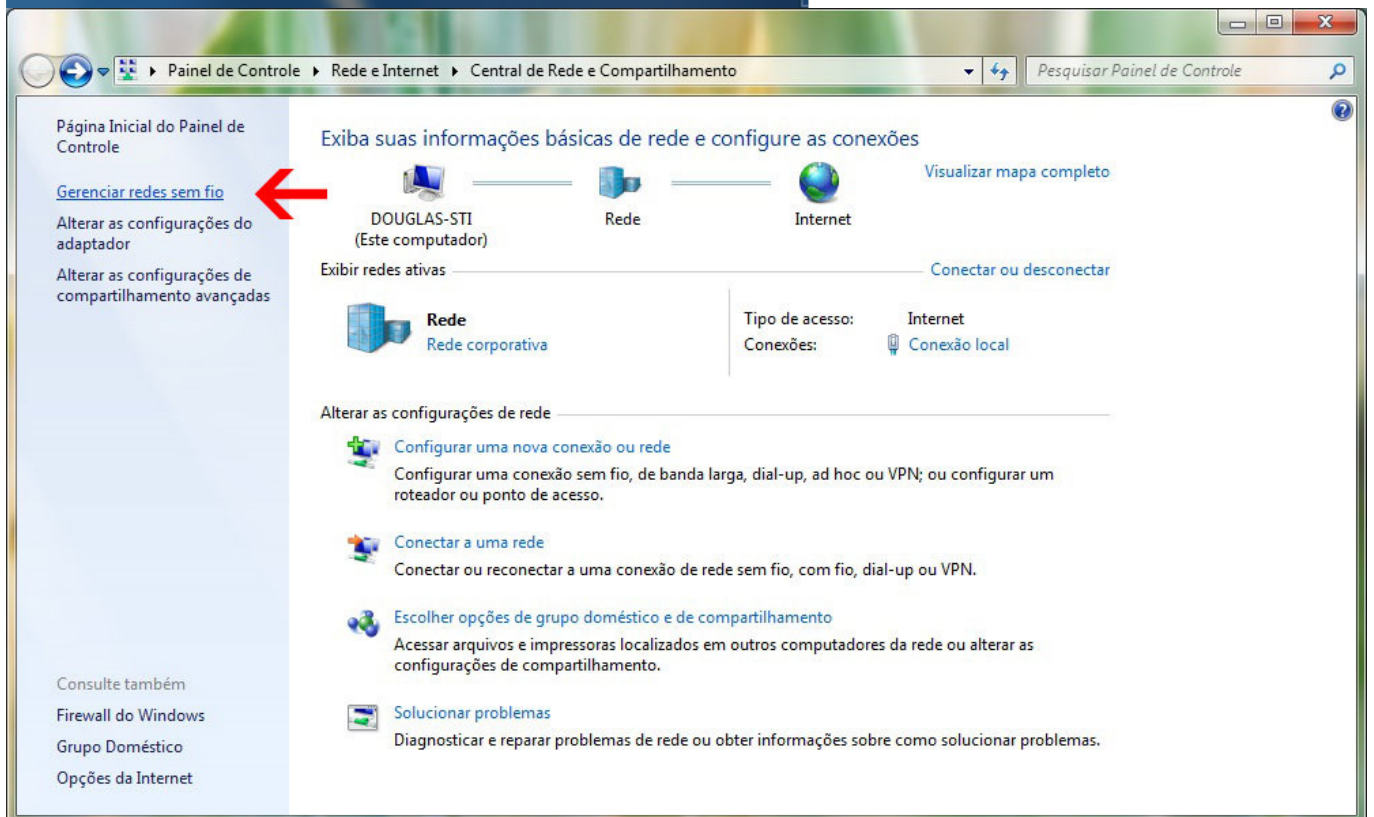 Painel de Controle ▸ Rede e Internet ▸ Central de Rede e Compartilhamento
Pesquisar Painel de Controle
Página Inicial do Painel de
Controle
Gerenciar redes sem fio
Alterar as configurações do
adaptador
Alterar as configurações de
compartilhamento avançadas
Consulte também
Firewall do Windows
Grupo Doméstico
Opções da Internet
Exiba suas informações básicas de rede e configure as conexões
Visualizar mapa completo
DOUGLAS-STI
(Este computador)
Rede
Internet
Exibir redes ativas
Conectar ou desconectar
Rede
Rede corporativa
Tipo de acesso: Internet
Conexões: Conexão local
Alterar as configurações de rede
Configurar uma nova conexão ou rede
Configurar uma conexão sem fio, de banda larga, dial-up, ad hoc ou VPN; ou configurar um
roteador ou ponto de acesso.
Conectar a uma rede
Conectar ou reconectar a uma conexão de rede sem fio, com fio, dial-up ou VPN.
Escolher opções de grupo doméstico e de compartilhamento
Acessar arquivos e impressoras localizados em outros computadores da rede ou alterar as
configurações de compartilhamento.
Solucionar problemas
Diagnosticar e reparar problemas de rede ou obter informações sobre como solucionar problemas.